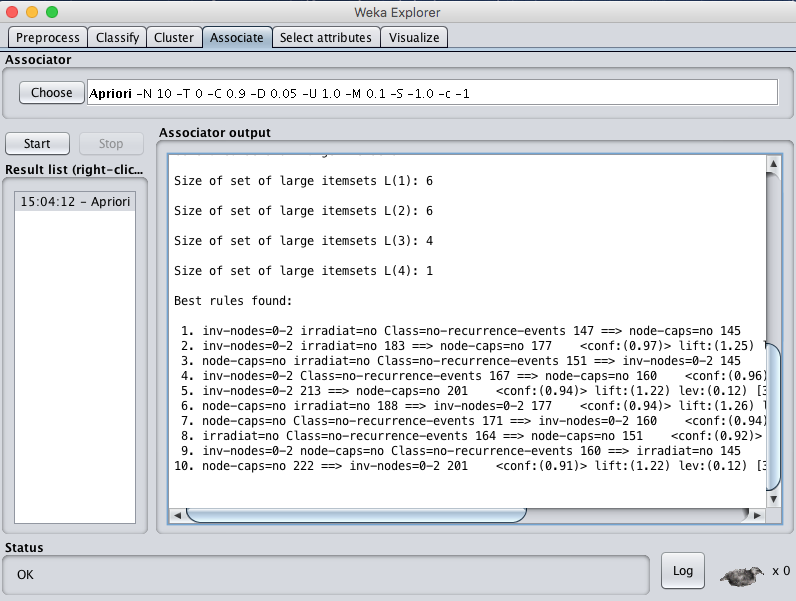 Weka Explorer
Preprocess Classify Cluster Associate Select attributes Visualize
Associator
Choose Apriori -N 10 -T 0 -C 0.9 -D 0.05 -U 1.0 -M 0.1 -S -1.0 -c -1
Start Stop
Result list (right-clic...
15:04:12 - Apriori
Associator output
Size of set of large itemsets L(1): 6
Size of set of large itemsets L(2): 6
Size of set of large itemsets L(3): 4
Size of set of large itemsets L(4): 1
Best rules found:
1. inv-nodes=0-2 irradiat=no Class=no-recurrence-events 147 ==> node-caps=no 145
2. inv-nodes=0-2 irradiat=no 183 ==> node-caps=no 177 <conf:(0.97)> lift:(1.25) l
3. node-caps=no irradiat=no Class=no-recurrence-events 151 ==> inv-nodes=0-2 145
4. inv-nodes=0-2 Class=no-recurrence-events 167 ==> node-caps=no 160 <conf:(0.96)
5. inv-nodes=0-2 213 ==> node-caps=no 201 <conf:(0.94)> lift:(1.22) lev:(0.12) [3
6. node-caps=no irradiat=no 188 ==> inv-nodes=0-2 177 <conf:(0.94)> lift:(1.26) l
7. node-caps=no Class=no-recurrence-events 171 ==> inv-nodes=0-2 160 <conf:(0.94)
8. irradiat=no Class=no-recurrence-events 164 ==> node-caps=no 151 <conf:(0.92)>
9. inv-nodes=0-2 node-caps=no Class=no-recurrence-events 160 ==> irradiat=no 145
10. node-caps=no 222 ==> inv-nodes=0-2 201 <conf:(0.91)> lift:(1.22) lev:(0.12) [3
Status
OK
Log
x 0